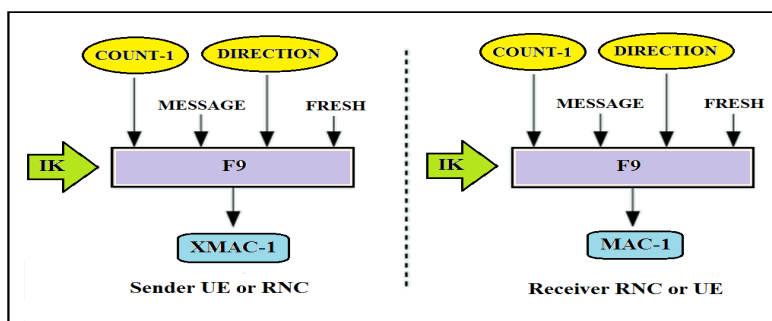 COUNT-1 DIRECTION
MESSAGE FRESH
IK F9
XMAC-1
Sender UE or RNC
COUNT-1 DIRECTION
MESSAGE FRESH
IK F9
MAC-1
Receiver RNC or UE